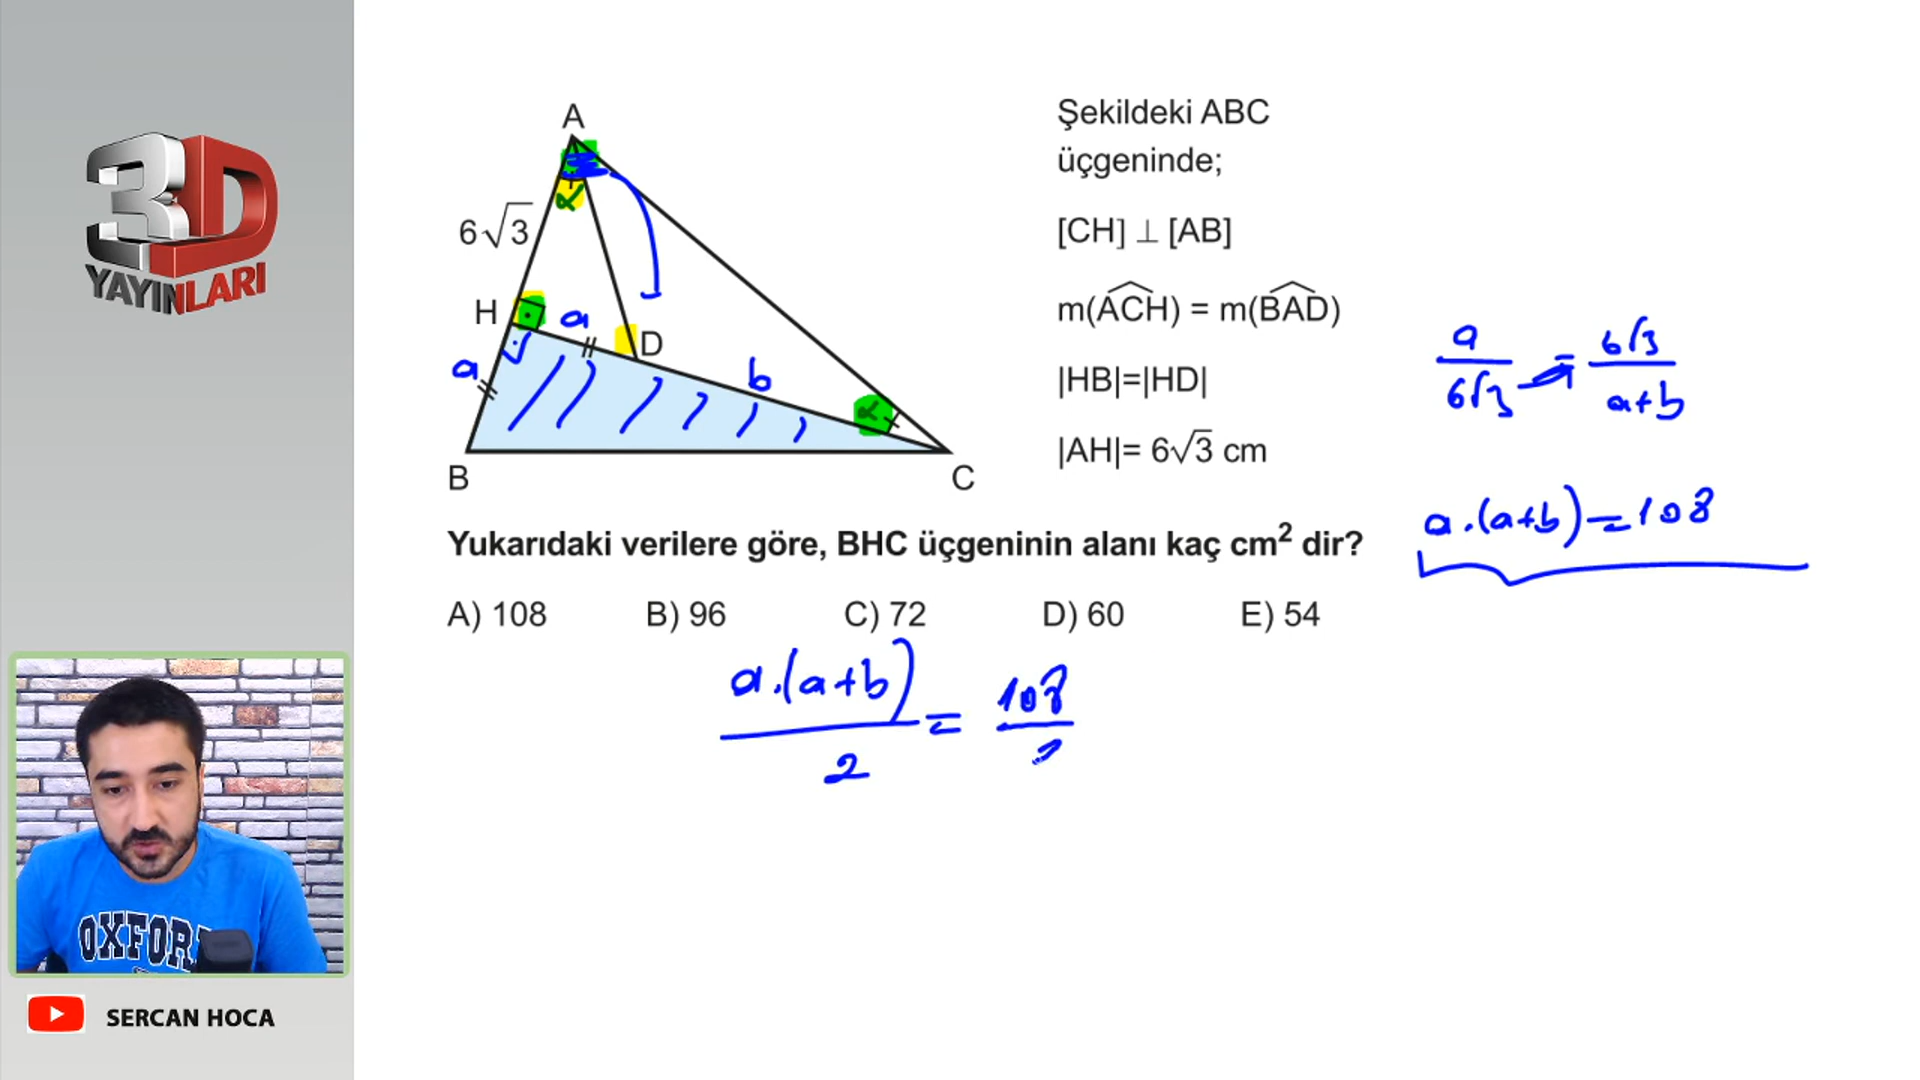 3D
YAYINLARI
A
α
6√3
H
a
D
a
b
α
B
C
Şekildeki ABC
üçgeninde;
[CH] ⊥ [AB]
m(ACH) = m(BAD)
|HB|=|HD|
|AH|= 6√3 cm
a/6√3 = 6√3/a+b
a.(a+b)=108
Yukarıdaki verilere göre, BHC üçgeninin alanı kaç cm² dir?
A) 108 B) 96 C) 72 D) 60 E) 54
a.(a+b)/2 = 108/2
OXFOR
SERCAN HOCA